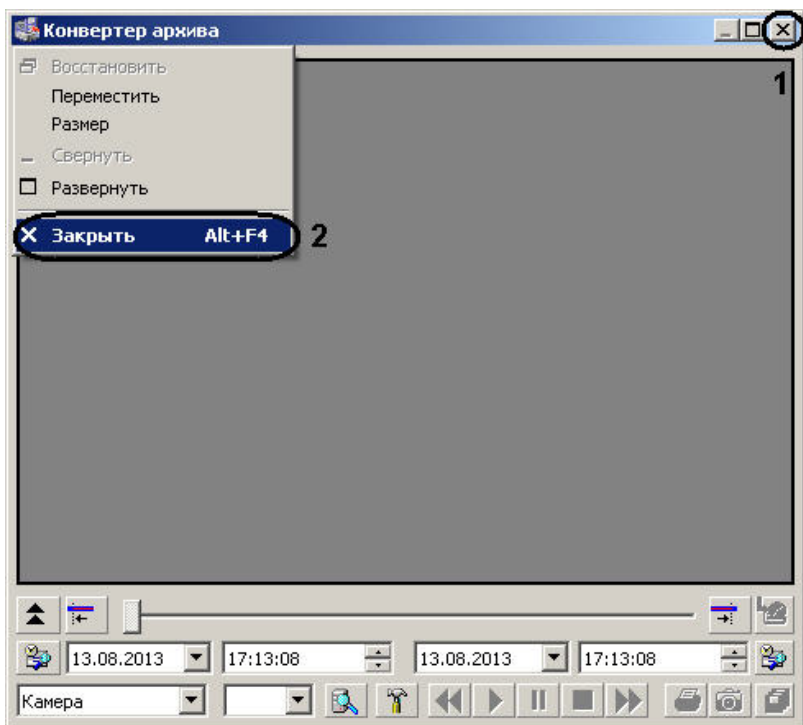 Конвертер архива
1
Восстановить
Переместить
Размер
Свернуть
Развернуть
Закрыть Alt+F4 2
13.08.2013 17:13:08 13.08.2013 17:13:08
Камера